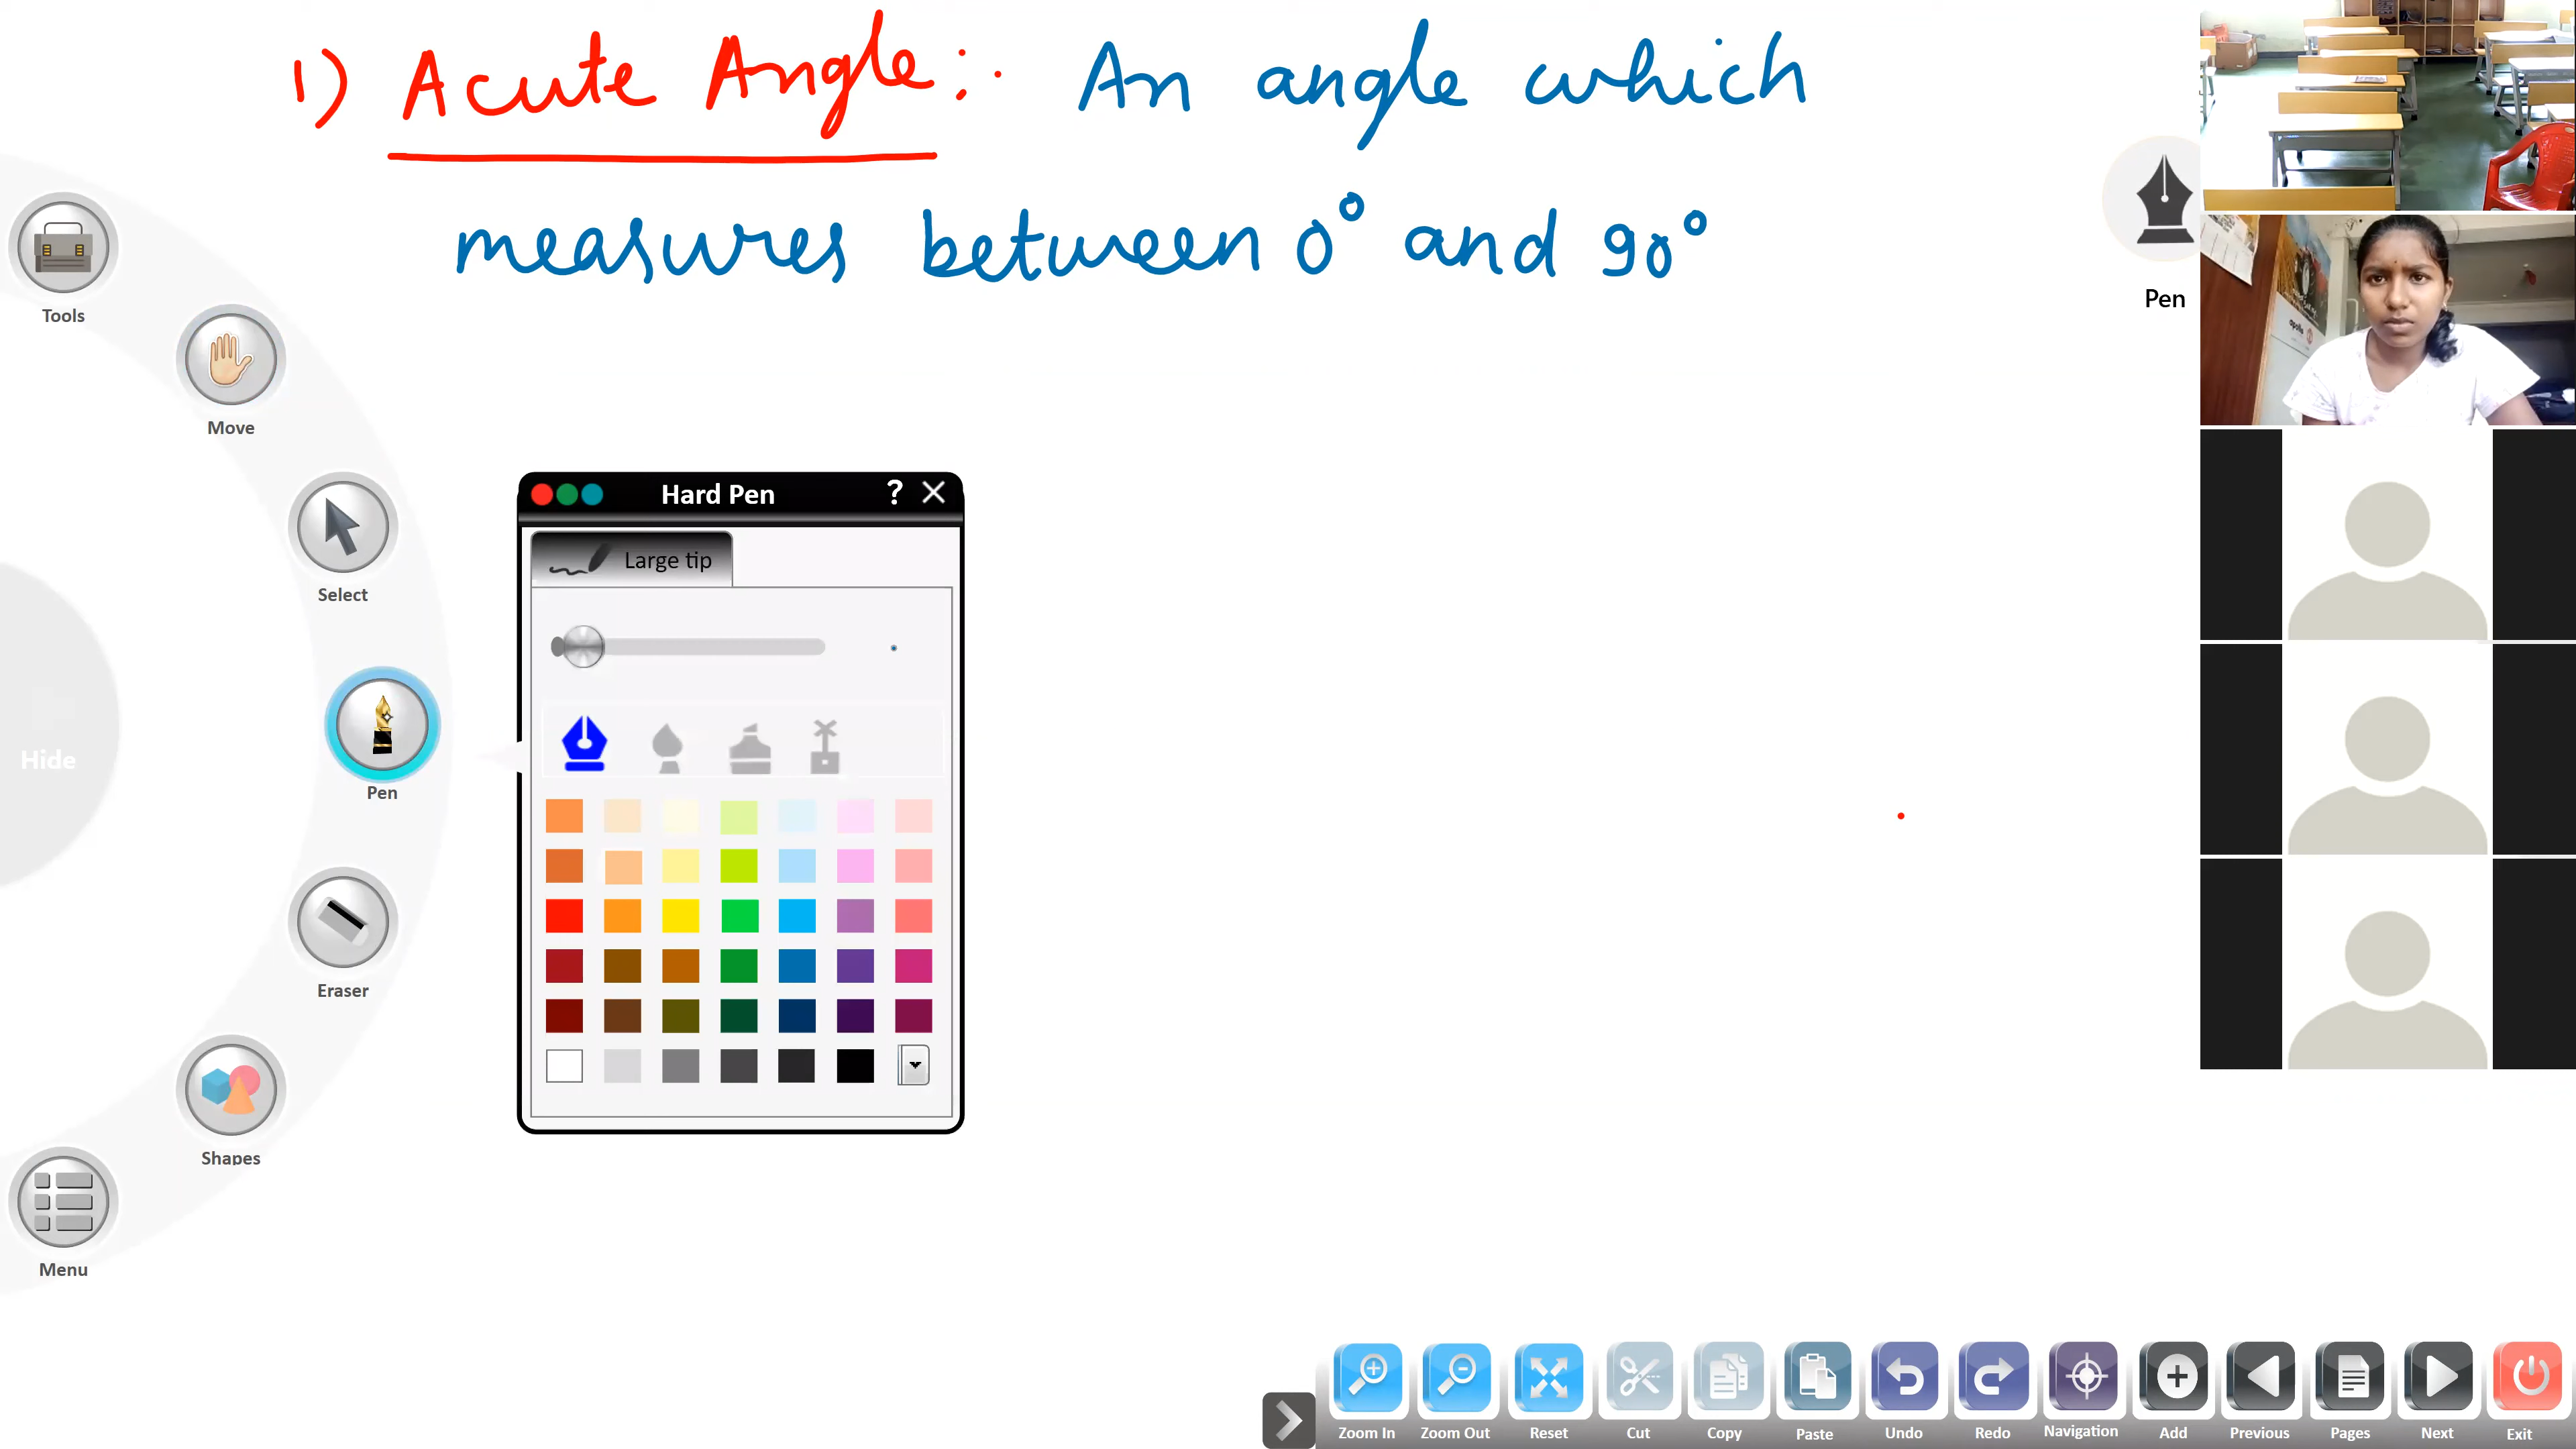 1) Acute Angle :- An angle which
measures between 0° and 90°
Tools
Move
Select
Pen
Hide
Eraser
Shapes
Menu
Hard Pen ?
Large tip
Pen
apollo
Zoom In Zoom Out Reset Cut Copy Paste Undo Redo Navigation Add Previous Pages Next Exit